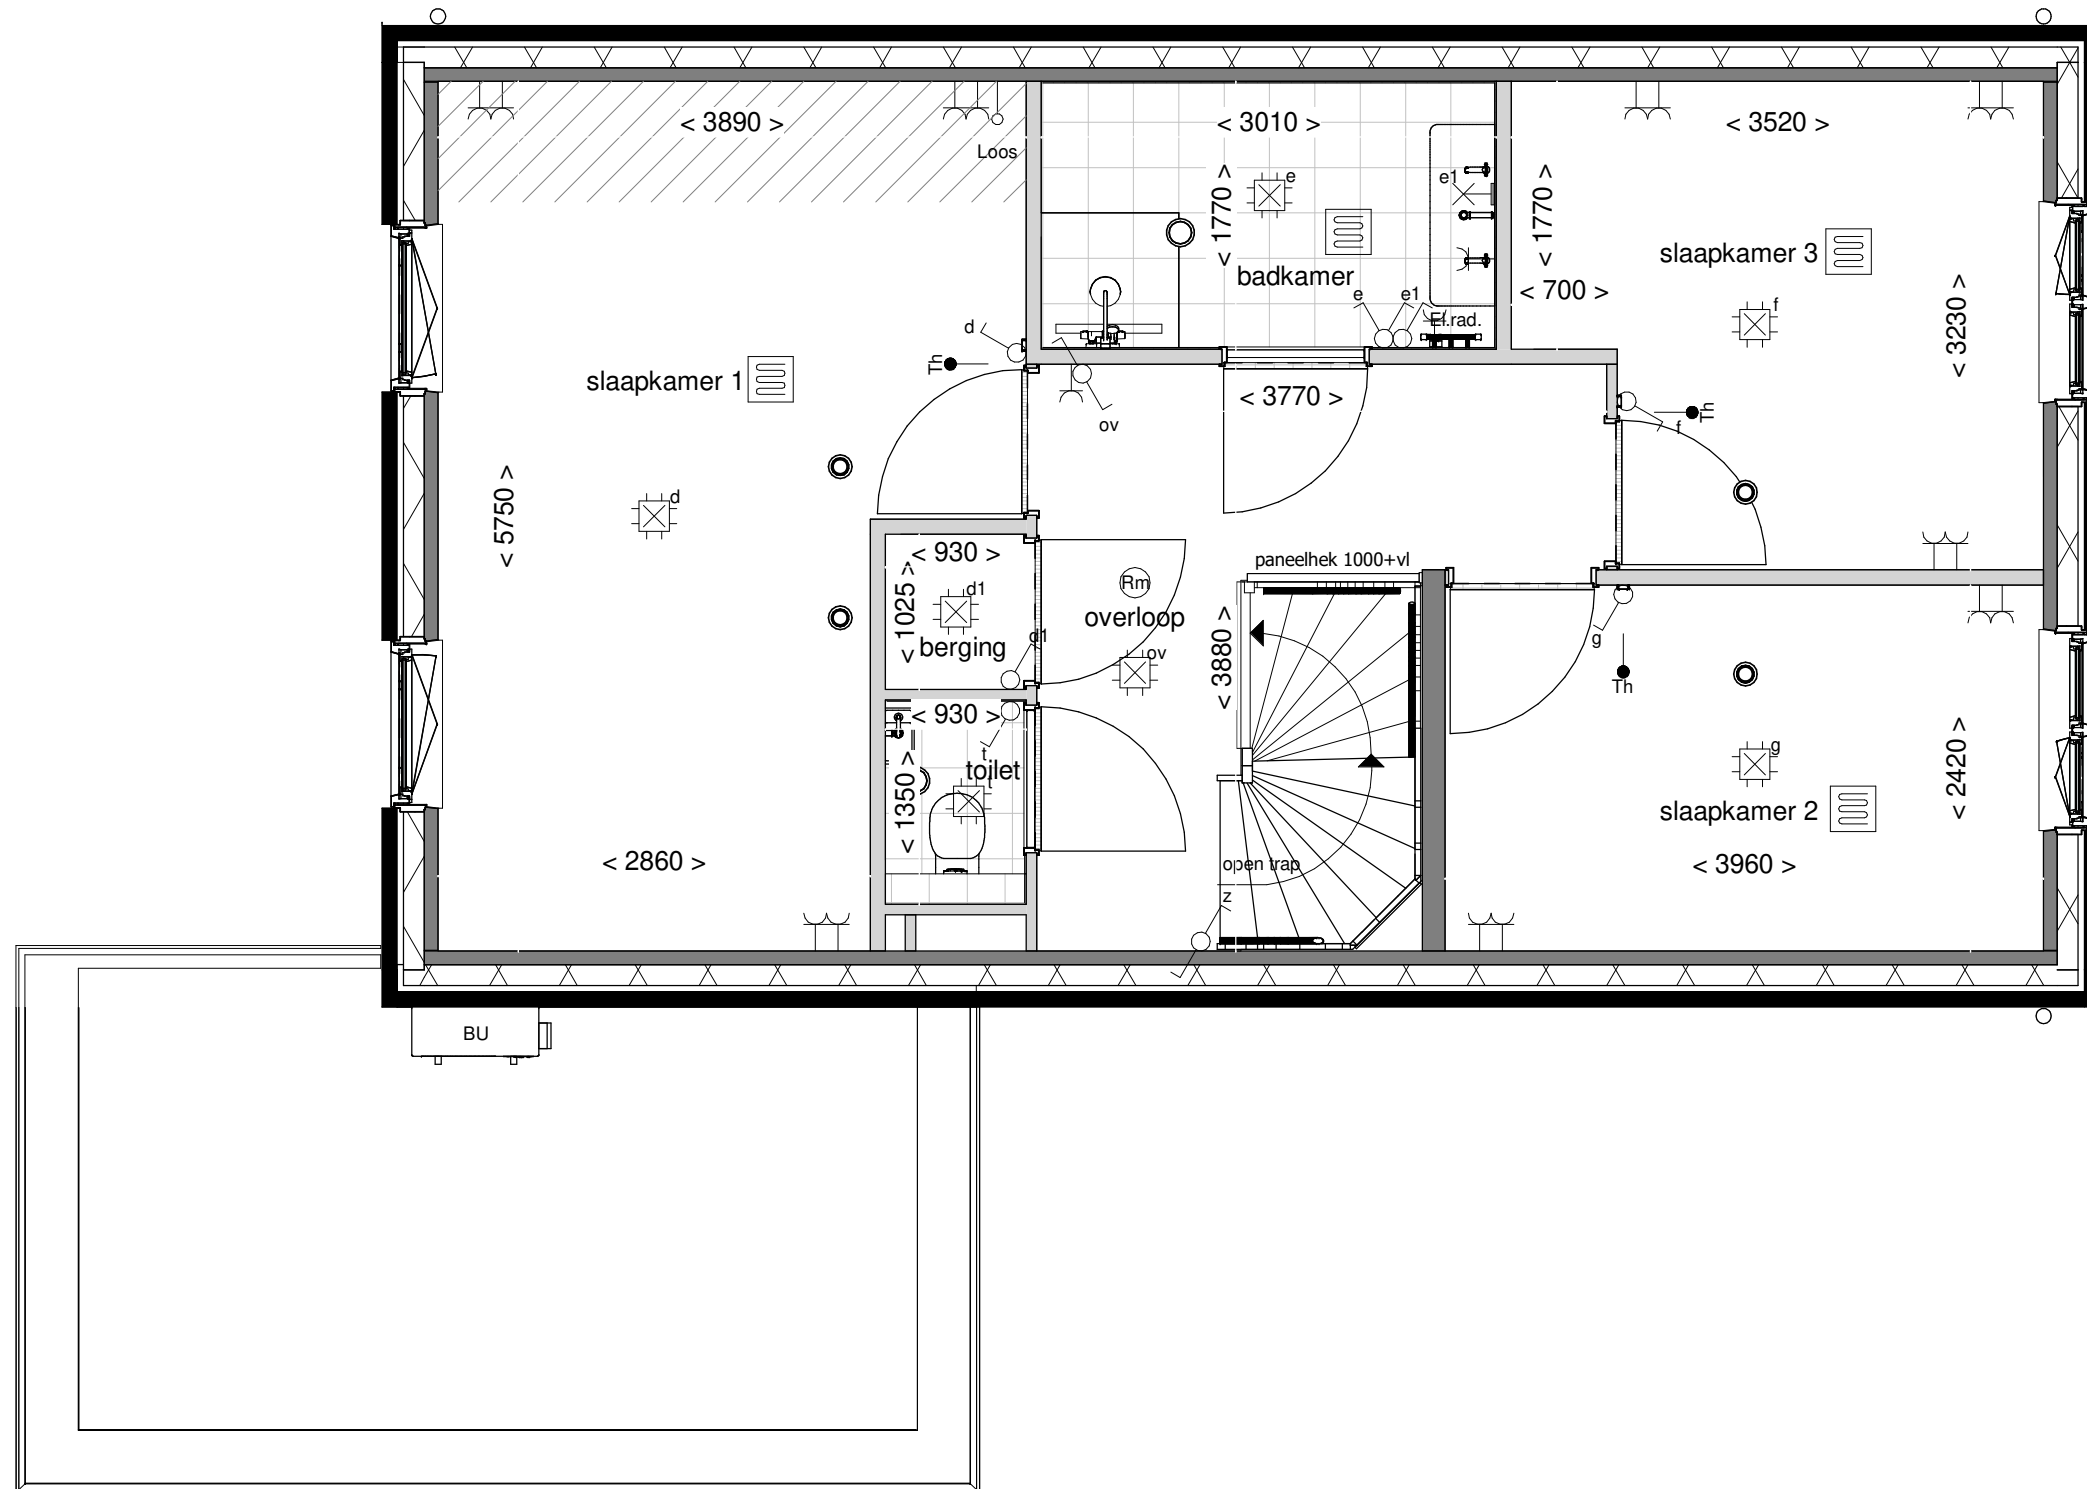 < 3890 >
< 3010 >
< 3520 >
Loos
e
e1
< 1770 >
< 1770 >
badkamer
slaapkamer 3
< 700 >
e
e1
El.rad.
f
< 3230 >
d
Th
slaapkamer 1
< 3770 >
ov
Th
f
d
< 5750 >
< 930 >
paneelhek 1000+vl
Rm
d1
< 1025 >
overloop
berging
d1
ov
< 3880 >
g
Th
< 930 >
t
toilet
t
< 1350 >
g
< 2420 >
slaapkamer 2
< 2860 >
open trap
< 3960 >
z
BU